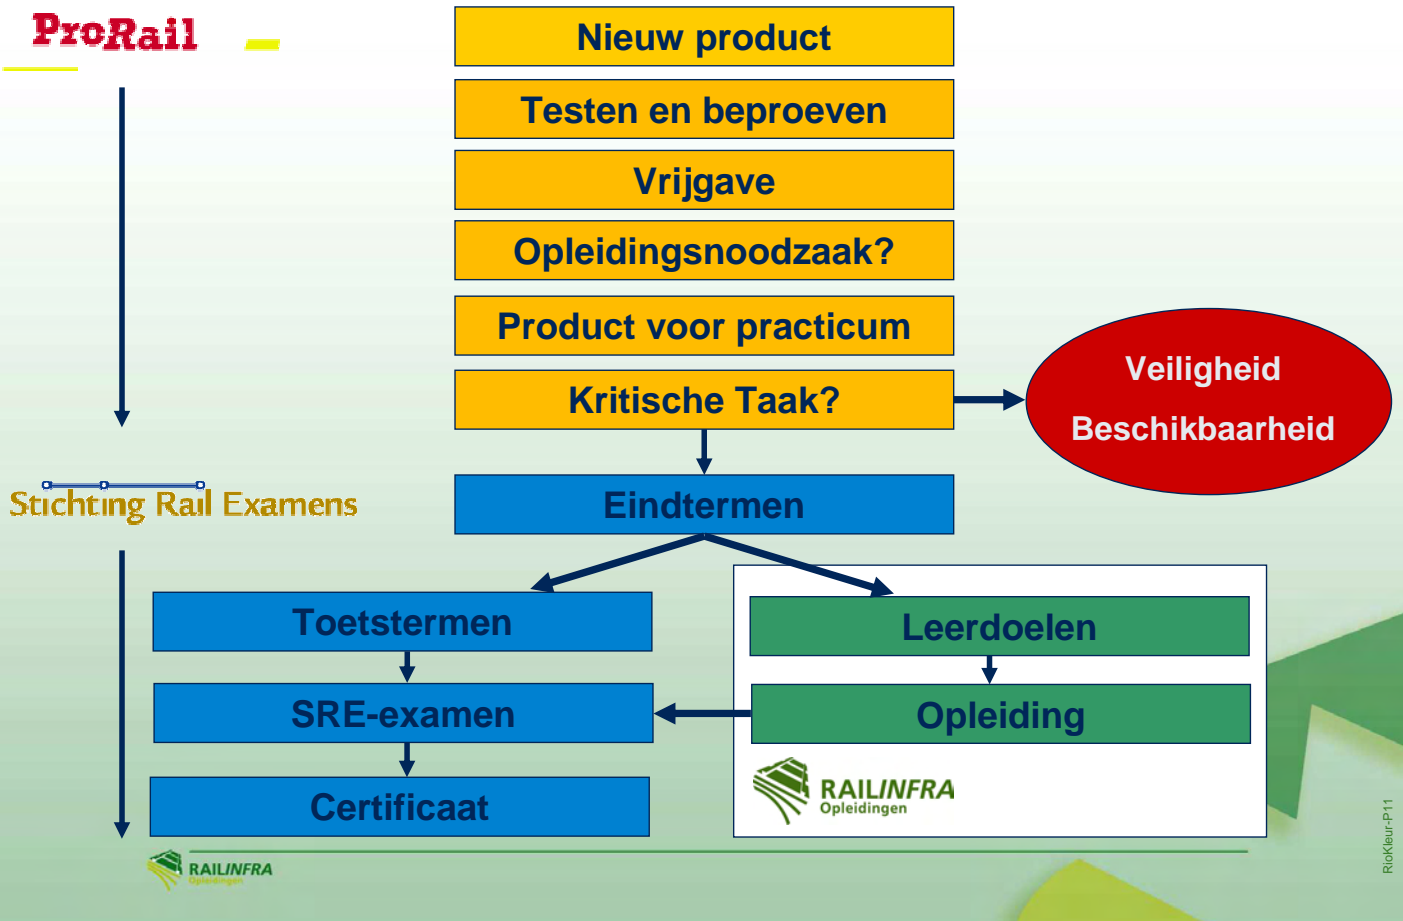 ProRail
Nieuw product
Testen en beproeven
Vrijgave
Opleidingsnoodzaak?
Product voor practicum
Kritische Taak?
Veiligheid
Beschikbaarheid
Stichting Rail Examens
Eindtermen
Toetstermen
Leerdoelen
SRE-examen
Opleiding
Certificaat
RAILINFRA
Opleidingen
RAILINFRA
Opleidingen
RioKleur-P11